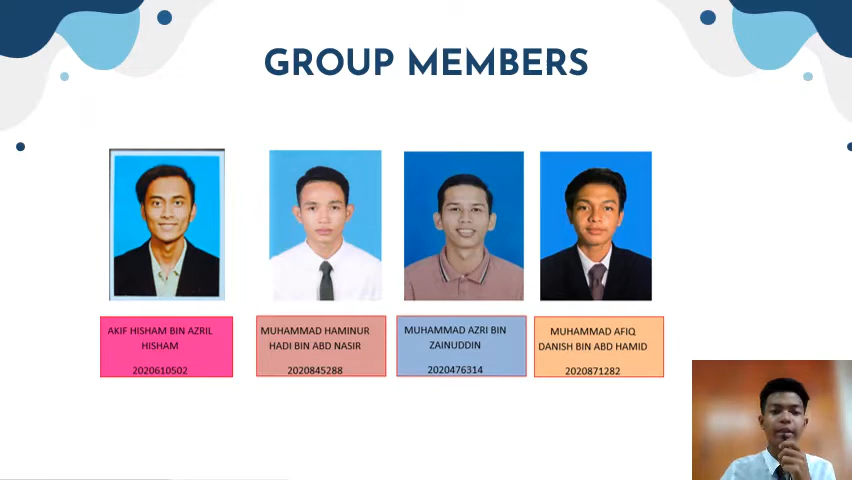 GROUP MEMBERS
AKIF HISHAM BIN AZRIL
HISHAM
2020610502
MUHAMMAD HAMINUR
HADI BIN ABD NASIR
2020845288
MUHAMMAD AZRI BIN
ZAINUDDIN
2020476314
MUHAMMAD AFIQ
DANISH BIN ABD HAMID
2020871282